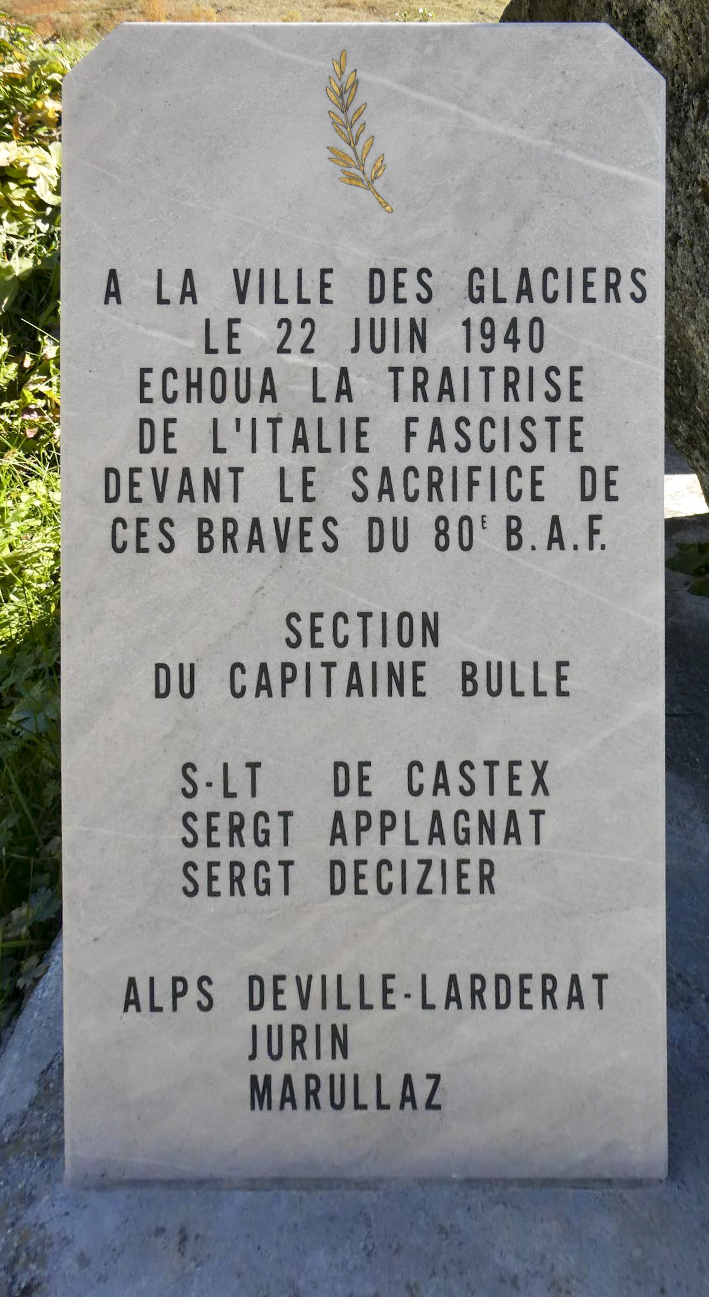 A LA VILLE DES GLACIERS
LE 22 JUIN 1940
ECHOUA LA TRAITRISE
DE L'ITALIE FASCISTE
DEVANT LE SACRIFICE DE
CES BRAVES DU 80E B.A.F.
SECTION
DU CAPITAINE BULLE
S-LT DE CASTEX
SERGT APPLAGNAT
SERGT DECIZIER
ALPS DEVILLE-LARDERAT
JURIN
MARULLAZ